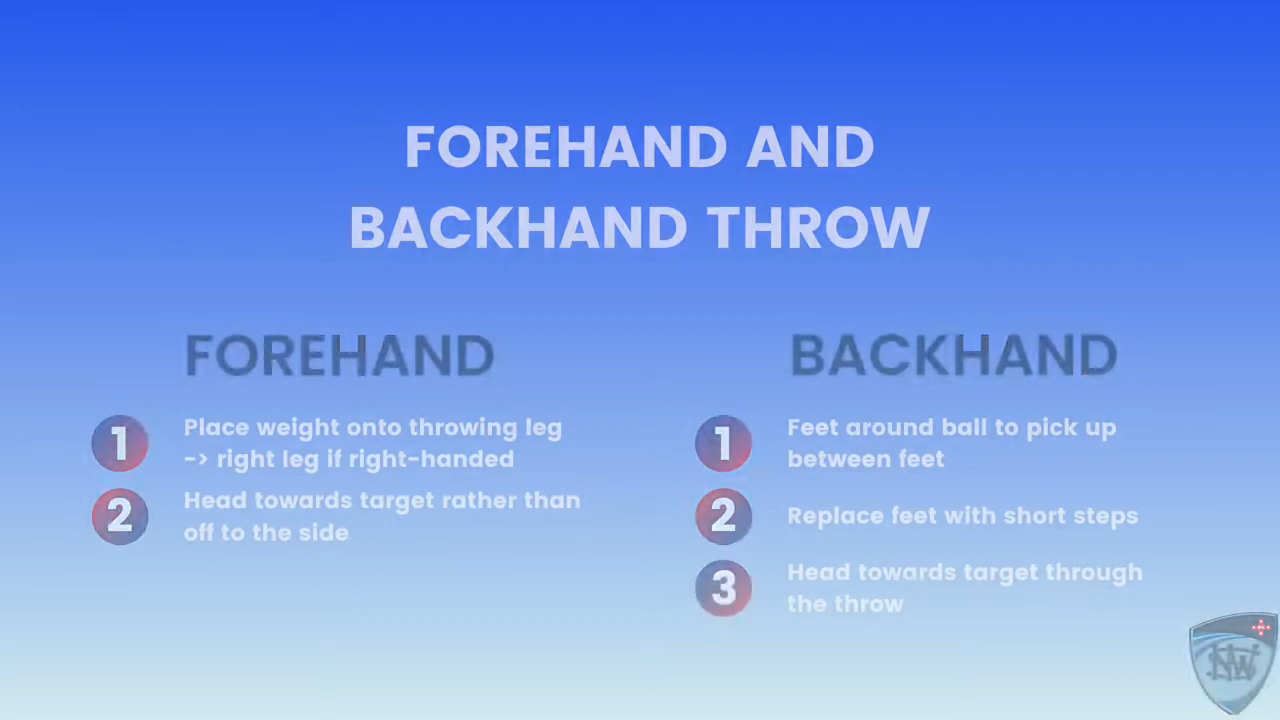 FOREHAND AND
BACKHAND THROW
FOREHAND
1 Place weight onto throwing leg
-> right leg if right-handed
2 Head towards target rather than
off to the side
BACKHAND
1 Feet around ball to pick up
between feet
2 Replace feet with short steps
3 Head towards target through
the throw
NW